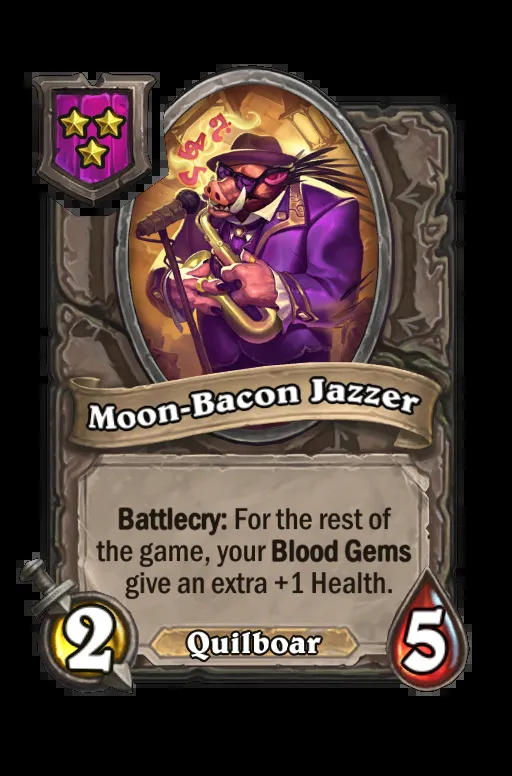 Moon-Bacon Jazzer
Battlecry: For the rest of
the game, your Blood Gems
give an extra +1 Health.
2
Quilboar
5